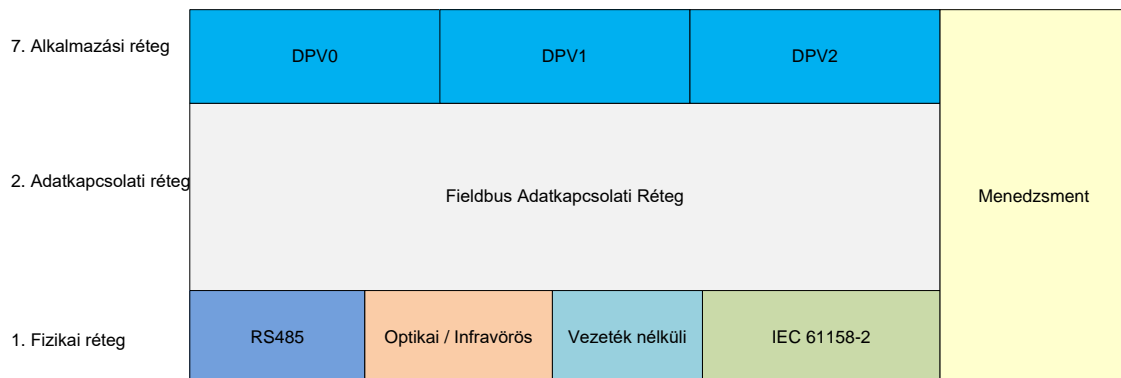 7. Alkalmazási réteg
DPV0
DPV1
DPV2
2. Adatkapcsolati réteg
Fieldbus Adatkapcsolati Réteg
Menedzsment
1. Fizikai réteg
RS485
Optikai / Infravörös
Vezeték nélküli
IEC 61158-2